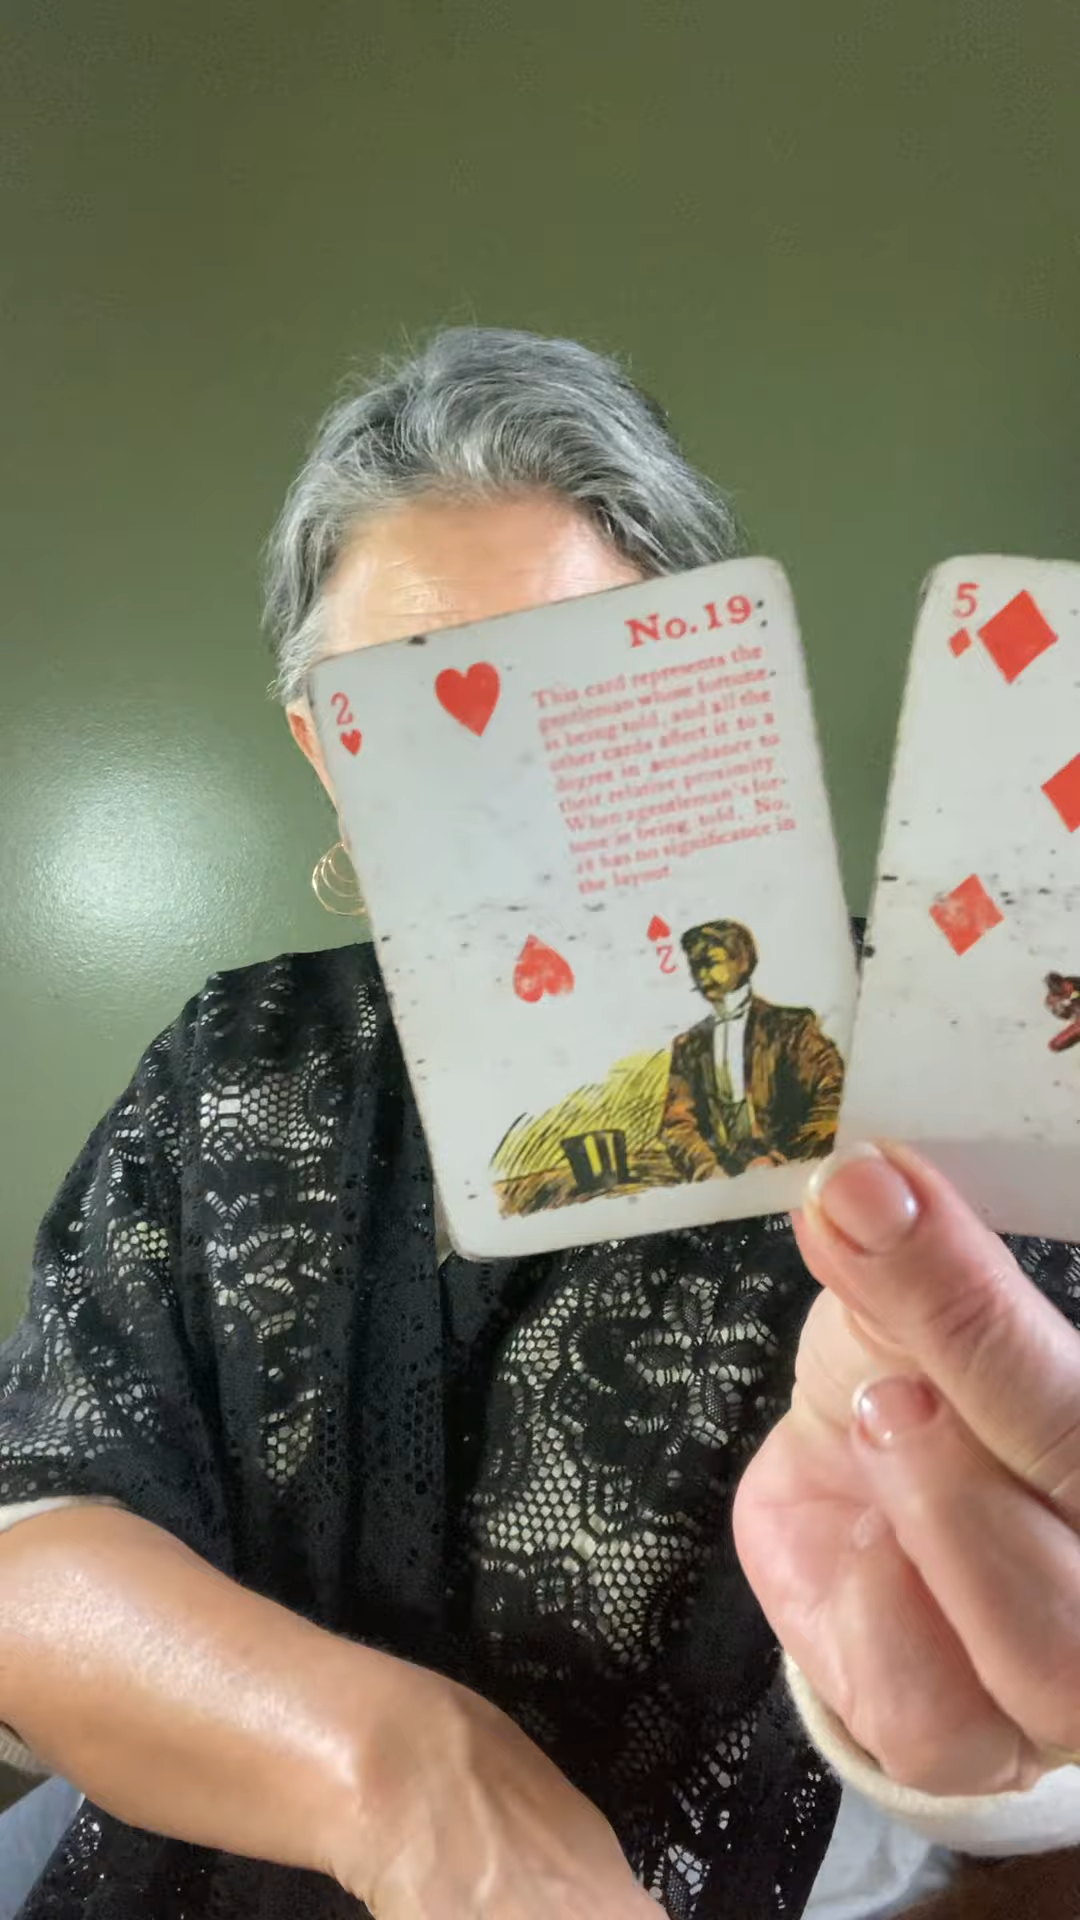 No. 19
2
This card represents the
gentleman whose fortune
is being told, and all the
other cards affect it to a
degree in accordance to
their relative proximity
When a gentleman's for-
tune is being told, No.
has no significance in
the layout
2
5